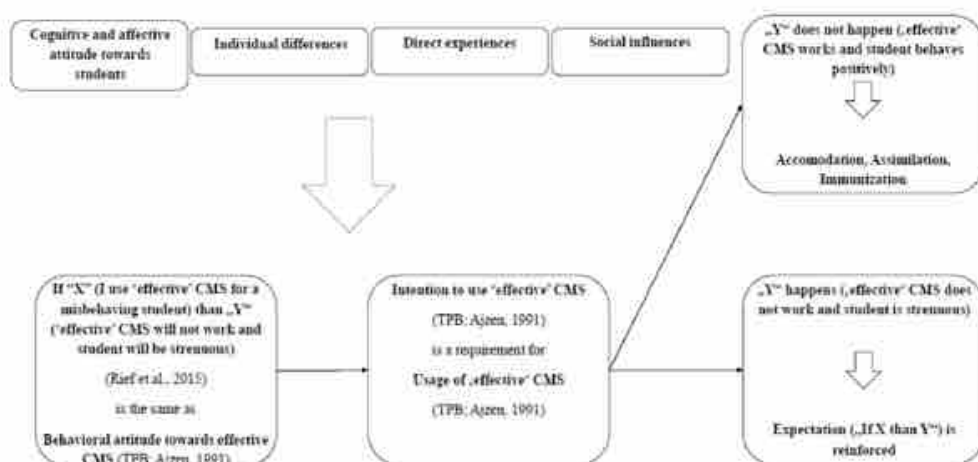 Cognitive and affective
attitude towards
students
Individual differences
Direct experiences
Social influences
„Y“ does not happen (‚effective‘
CMS works and student behaves
positively)
Accomodation, Assimilation,
Immunization
If “X” (I use ‘effective’ CMS for a
misbehaving student) than „Y“
(‘effective’ CMS will not work and
student will be strenuous)
(Rief et al., 2015)
is the same as
Behavioral attitude towards effective
CMS (TPB; Ajzen, 1991)
Intention to use ‘effective’ CMS
(TPB; Ajzen, 1991)
is a requirement for
Usage of ‚effective‘ CMS
(TPB; Ajzen, 1991)
„Y“ happens (‚effective‘ CMS does
not work and student is strenuous)
Expectation („If X than Y“) is
reinforced